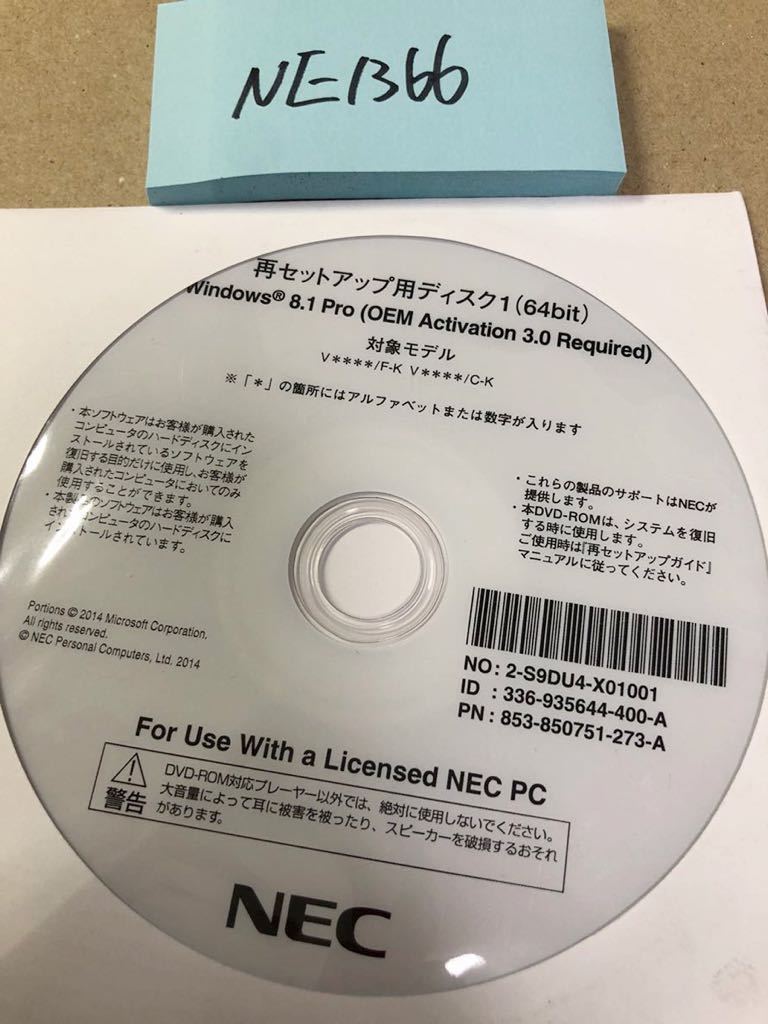 NE1366
再セットアップ用ディスク1(64bit)
Windows® 8.1 Pro (OEM Activation 3.0 Required)
対象モデル
V****/F-K V****/C-K
※「*」の箇所にはアルファベットまたは数字が入ります
・本ソフトウェアはお客様が購入された
コンピュータのハードディスクにイン
ストールされているソフトウェアを
復旧する目的だけに使用し、お客様が
購入されたコンピュータにおいてのみ
使用することができます。
・本製品のソフトウェアはお客様が購入
されたコンピュータのハードディスクに
インストールされています。
・これらの製品のサポートはNECが
提供します。
・本DVD-ROMは、システムを復旧
する時に使用します。
ご使用時は『再セットアップガイド』
マニュアルに従ってください。
Portions © 2014 Microsoft Corporation.
All rights reserved.
© NEC Personal Computers, Ltd. 2014
NO : 2-S9DU4-X01001
ID : 336-935644-400-A
PN : 853-850751-273-A
For Use With a Licensed NEC PC
警告
DVD-ROM対応プレーヤー以外では、絶対に使用しないでください。
大音量によって耳に被害を被ったり、スピーカーを破損するおそれ
があります。
NEC